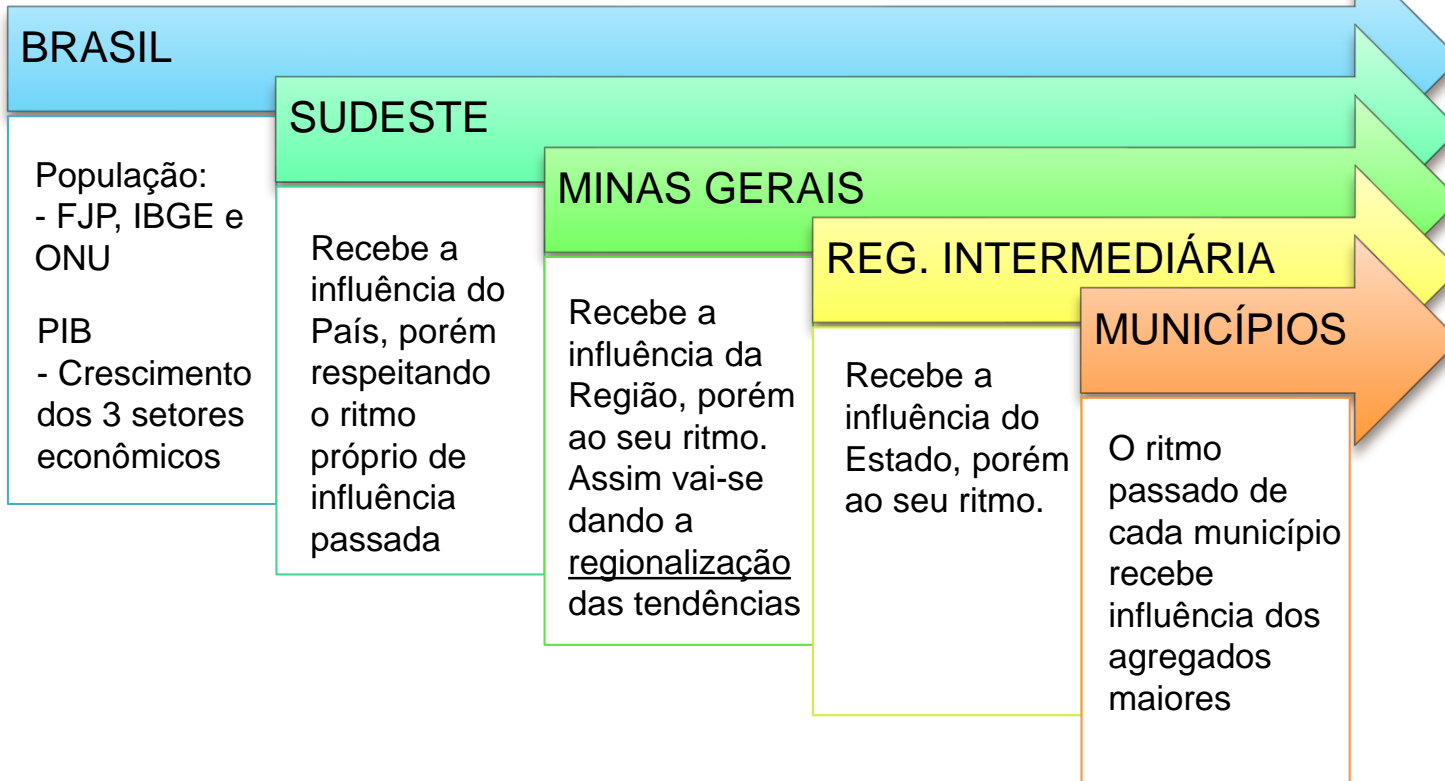 BRASIL
População:
- FJP, IBGE e
ONU
PIB
- Crescimento
dos 3 setores
econômicos
SUDESTE
Recebe a
influência do
País, porém
respeitando
o ritmo
próprio de
influência
passada
MINAS GERAIS
Recebe a
influência da
Região, porém
ao seu ritmo.
Assim vai-se
dando a
regionalização
das tendências
REG. INTERMEDIÁRIA
Recebe a
influência do
Estado, porém
ao seu ritmo.
MUNICÍPIOS
O ritmo
passado de
cada município
recebe
influência dos
agregados
maiores